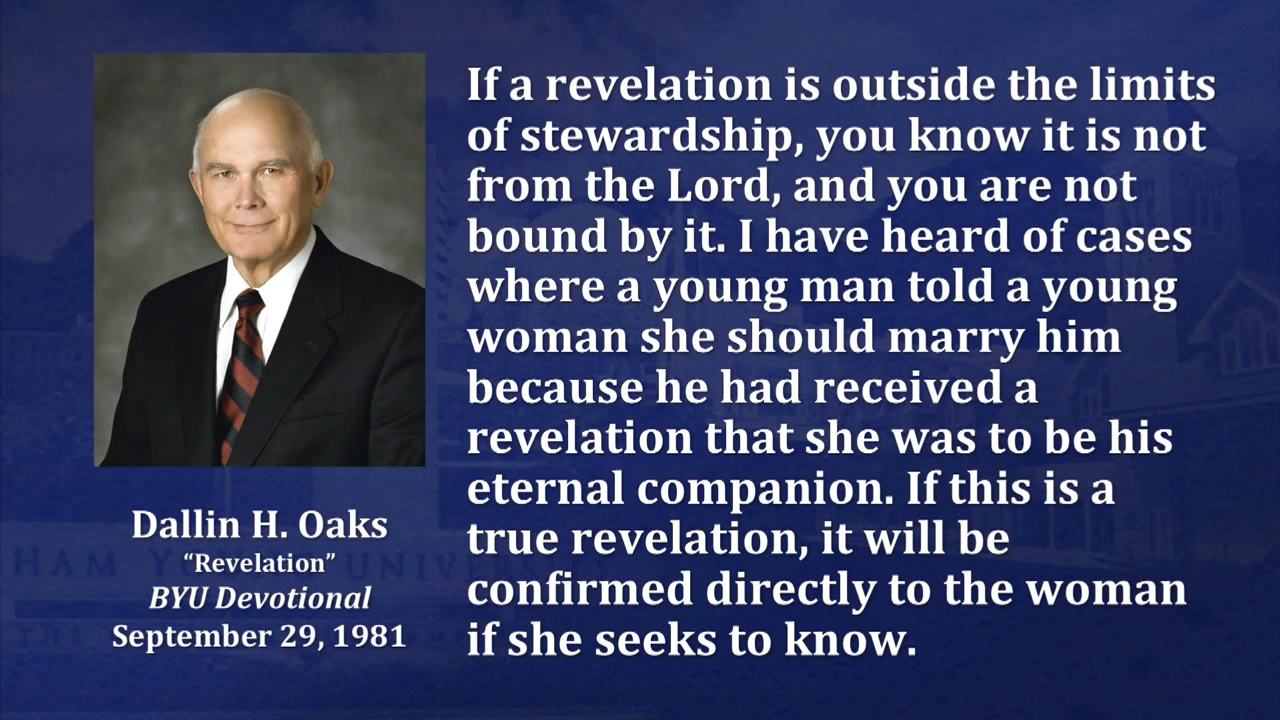 If a revelation is outside the limits
of stewardship, you know it is not
from the Lord, and you are not
bound by it. I have heard of cases
where a young man told a young
woman she should marry him
because he had received a
revelation that she was to be his
eternal companion. If this is a
true revelation, it will be
confirmed directly to the woman
if she seeks to know.
Dallin H. Oaks
“Revelation”
BYU Devotional
September 29, 1981